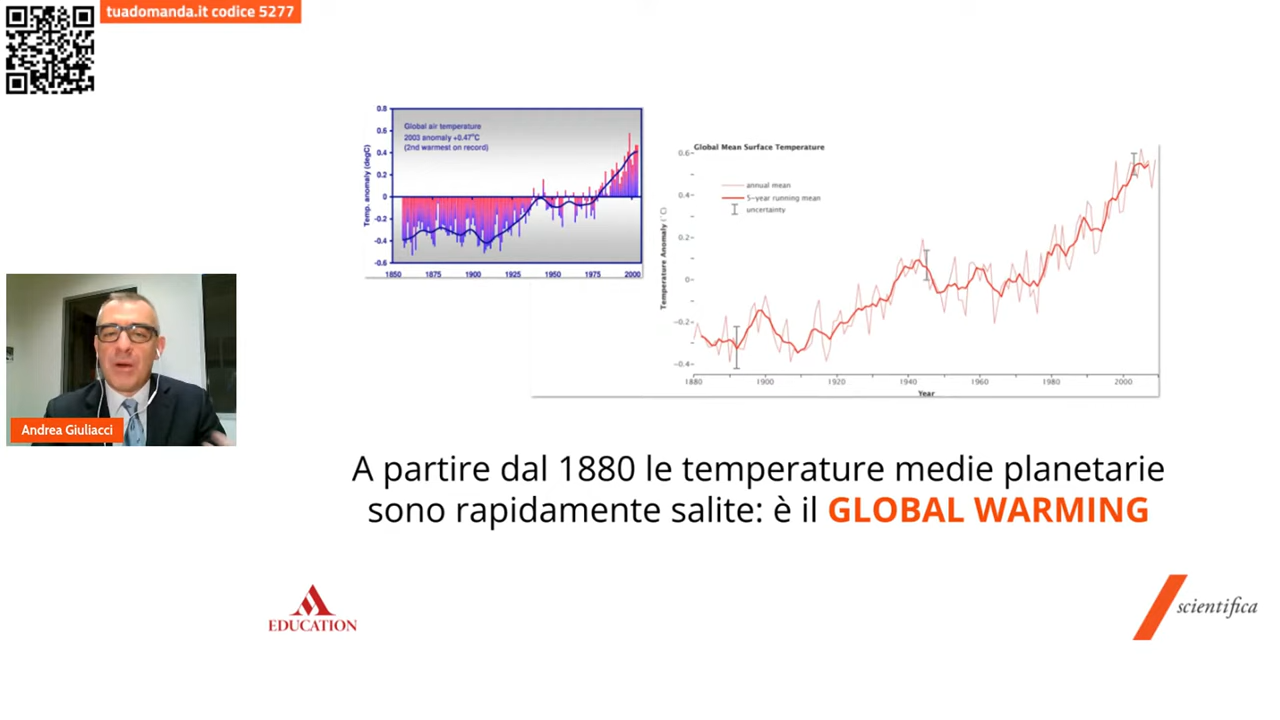 tuadomanda.it codice 5277
Global air temperature
2003 anomaly +0.47°C
(2nd warmest on record)
Temp. anomaly (degC)
0.8
0.6
0.4
0.2
0
-0.2
-0.4
-0.6
1850 1875 1900 1925 1950 1975 2000
Global Mean Surface Temperature
annual mean
5-year running mean
uncertainty
Temperature Anomaly (°C)
0.6
0.4
0.2
0
-0.2
-0.4
1880 1900 1920 1940 1960 1980 2000
Year
Andrea Giuliacci
A partire dal 1880 le temperature medie planetarie
sono rapidamente salite: è il GLOBAL WARMING
EDUCATION
scientifica